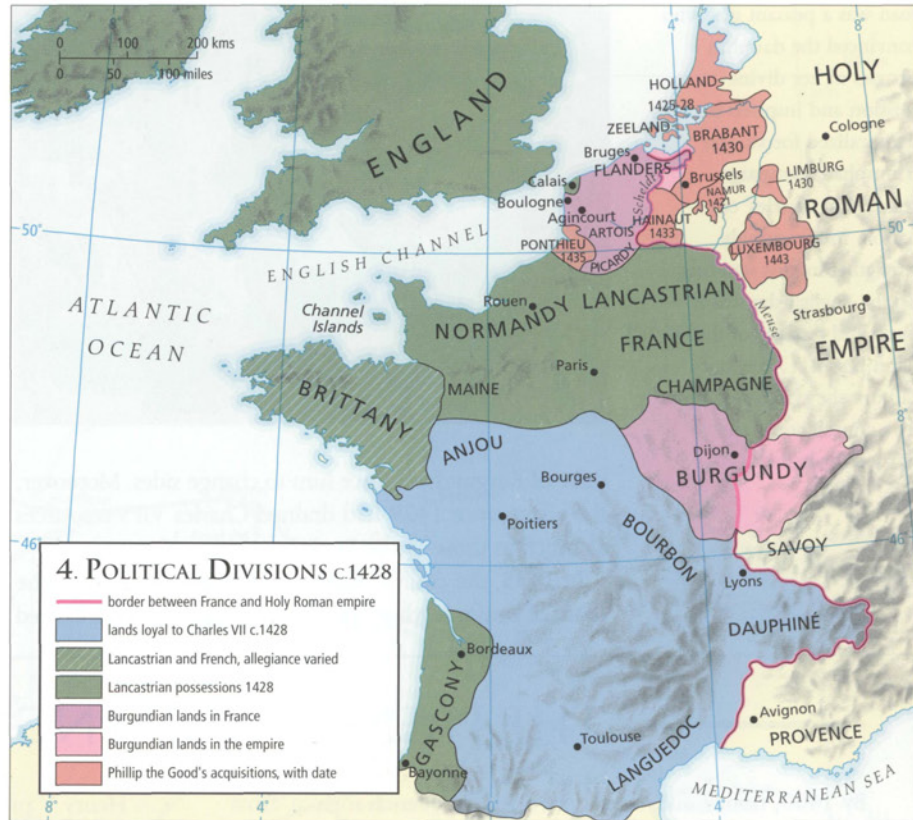 0 100 200 kms
0 50 100 miles
0
4°
HOLY
HOLLAND
1425-28
ZEELAND
BRABANT
1430
Cologne
ENGLAND
Bruges
FLANDERS
Calais
Brussels
LIMBURG
1430
Boulogne
Scheldt
NAMUR
1421
ROMAN
Agincourt
ARTOIS
HAINAUT
1433
50°
50°
ENGLISH CHANNEL
PONTHIEU
1435
PICARDY
LUXEMBOURG
1443
ATLANTIC
OCEAN
Channel
Islands
Rouen
NORMANDY
LANCASTRIAN
FRANCE
Meuse
Strasbourg
EMPIRE
Paris
BRITTANY
MAINE
CHAMPAGNE
8°
ANJOU
Dijon
BURGUNDY
Bourges
Poitiers
BOURBON
46°
46°
SAVOY
Lyons
DAUPHINÉ
4. POLITICAL DIVISIONS c.1428
border between France and Holy Roman empire
lands loyal to Charles VII c.1428
Lancastrian and French, allegiance varied
Lancastrian possessions 1428
Burgundian lands in France
Burgundian lands in the empire
Phillip the Good's acquisitions, with date
Bordeaux
GASCONY
Toulouse
Bayonne
LANGUEDOC
Avignon
PROVENCE
MEDITERRANEAN SEA
4°
0
4°